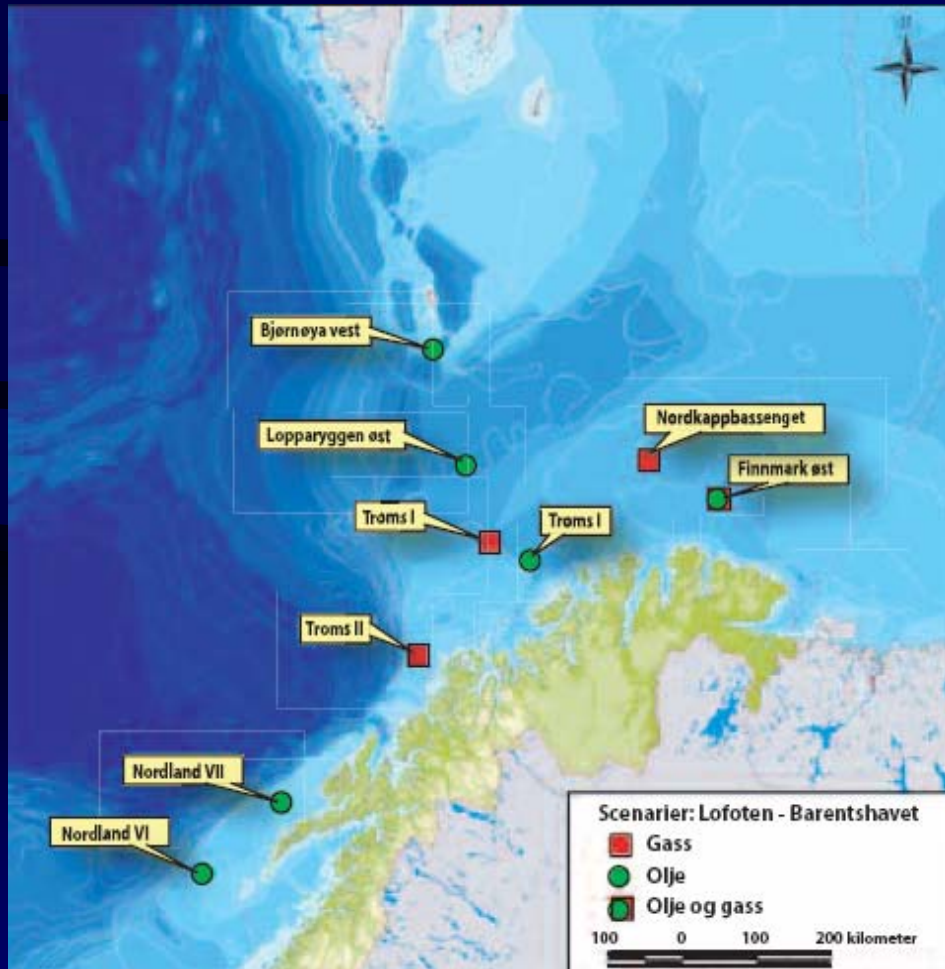 Bjørnøya vest
Lopparyggen øst
Nordkappbassenget
Finnmark øst
Troms I
Troms I
Troms II
Nordland VII
Nordland VI
Scenarier: Lofoten - Barentshavet
Gass
Olje
Olje og gass
100 0 100 200 kilometer